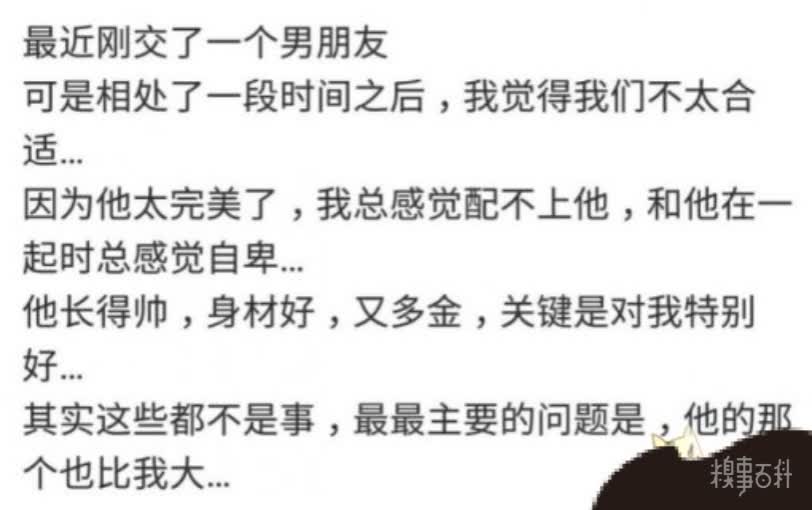 最近刚交了一个男朋友
可是相处了一段时间之后，我觉得我们不太合
适...
因为他太完美了，我总感觉配不上他，和他在一
起时总感觉自卑...
他长得帅，身材好，又多金，关键是对我特别
好...
其实这些都不是事，最最主要的问题是，他的那
个也比我大...
糗事百科